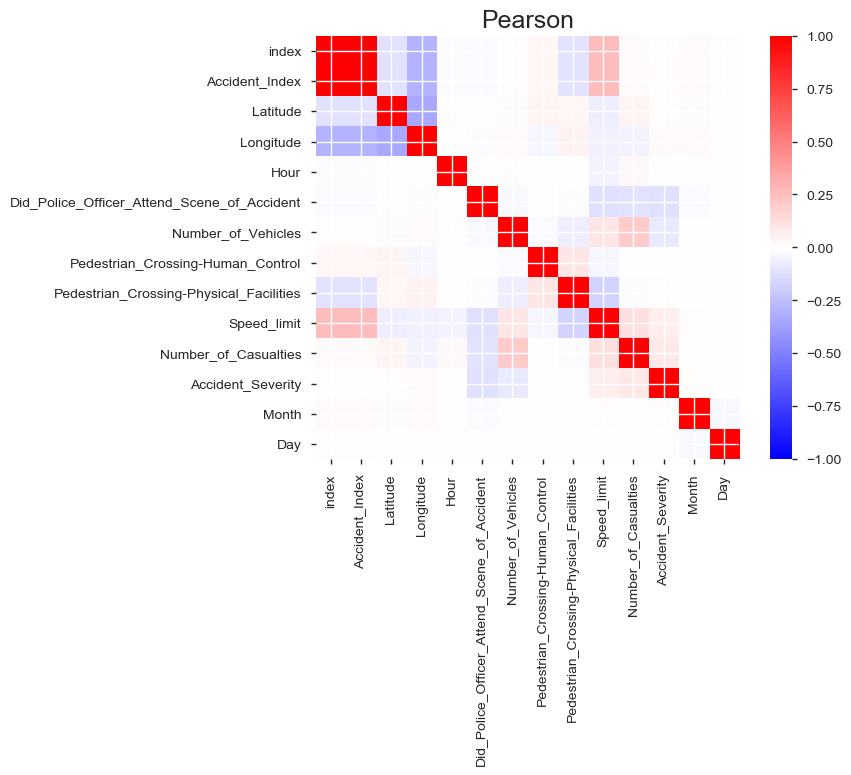 Pearson
index
Accident_Index
Latitude
Longitude
Hour
Did_Police_Officer_Attend_Scene_of_Accident
Number_of_Vehicles
Pedestrian_Crossing-Human_Control
Pedestrian_Crossing-Physical_Facilities
Speed_limit
Number_of_Casualties
Accident_Severity
Month
Day
index
Accident_Index
Latitude
Longitude
Hour
Did_Police_Officer_Attend_Scene_of_Accident
Number_of_Vehicles
Pedestrian_Crossing-Human_Control
Pedestrian_Crossing-Physical_Facilities
Speed_limit
Number_of_Casualties
Accident_Severity
Month
Day
1.00
0.75
0.50
0.25
0.00
−0.25
−0.50
−0.75
−1.00